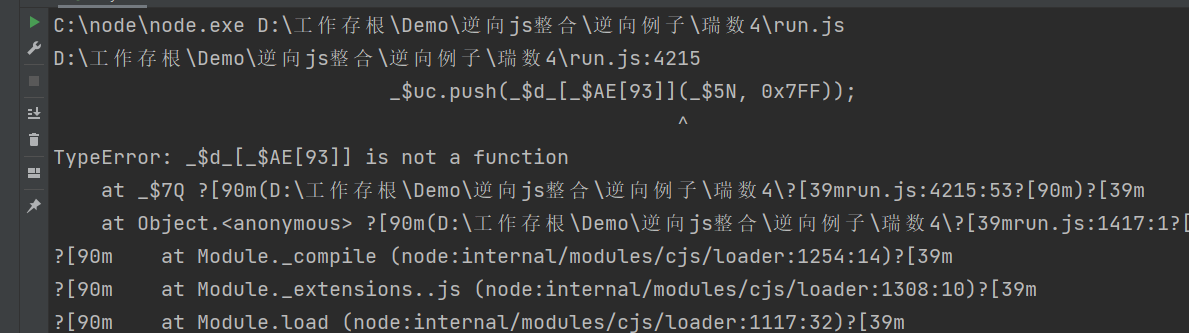 C:\node\node.exe D:\工作存根\Demo\逆向js整合\逆向例子\瑞数4\run.js
D:\工作存根\Demo\逆向js整合\逆向例子\瑞数4\run.js:4215
_$uc.push(_$d_[_$AE[93]](_$5N, 0x7FF));
^
TypeError: _$d_[_$AE[93]] is not a function
at _$7Q ?[90m(D:\工作存根\Demo\逆向js整合\逆向例子\瑞数4\?[39mrun.js:4215:53?[90m)?[39m
at Object.<anonymous> ?[90m(D:\工作存根\Demo\逆向js整合\逆向例子\瑞数4\?[39mrun.js:1417:1?[
?[90m    at Module._compile (node:internal/modules/cjs/loader:1254:14)?[39m
?[90m    at Module._extensions..js (node:internal/modules/cjs/loader:1308:10)?[39m
?[90m    at Module.load (node:internal/modules/cjs/loader:1117:32)?[39m